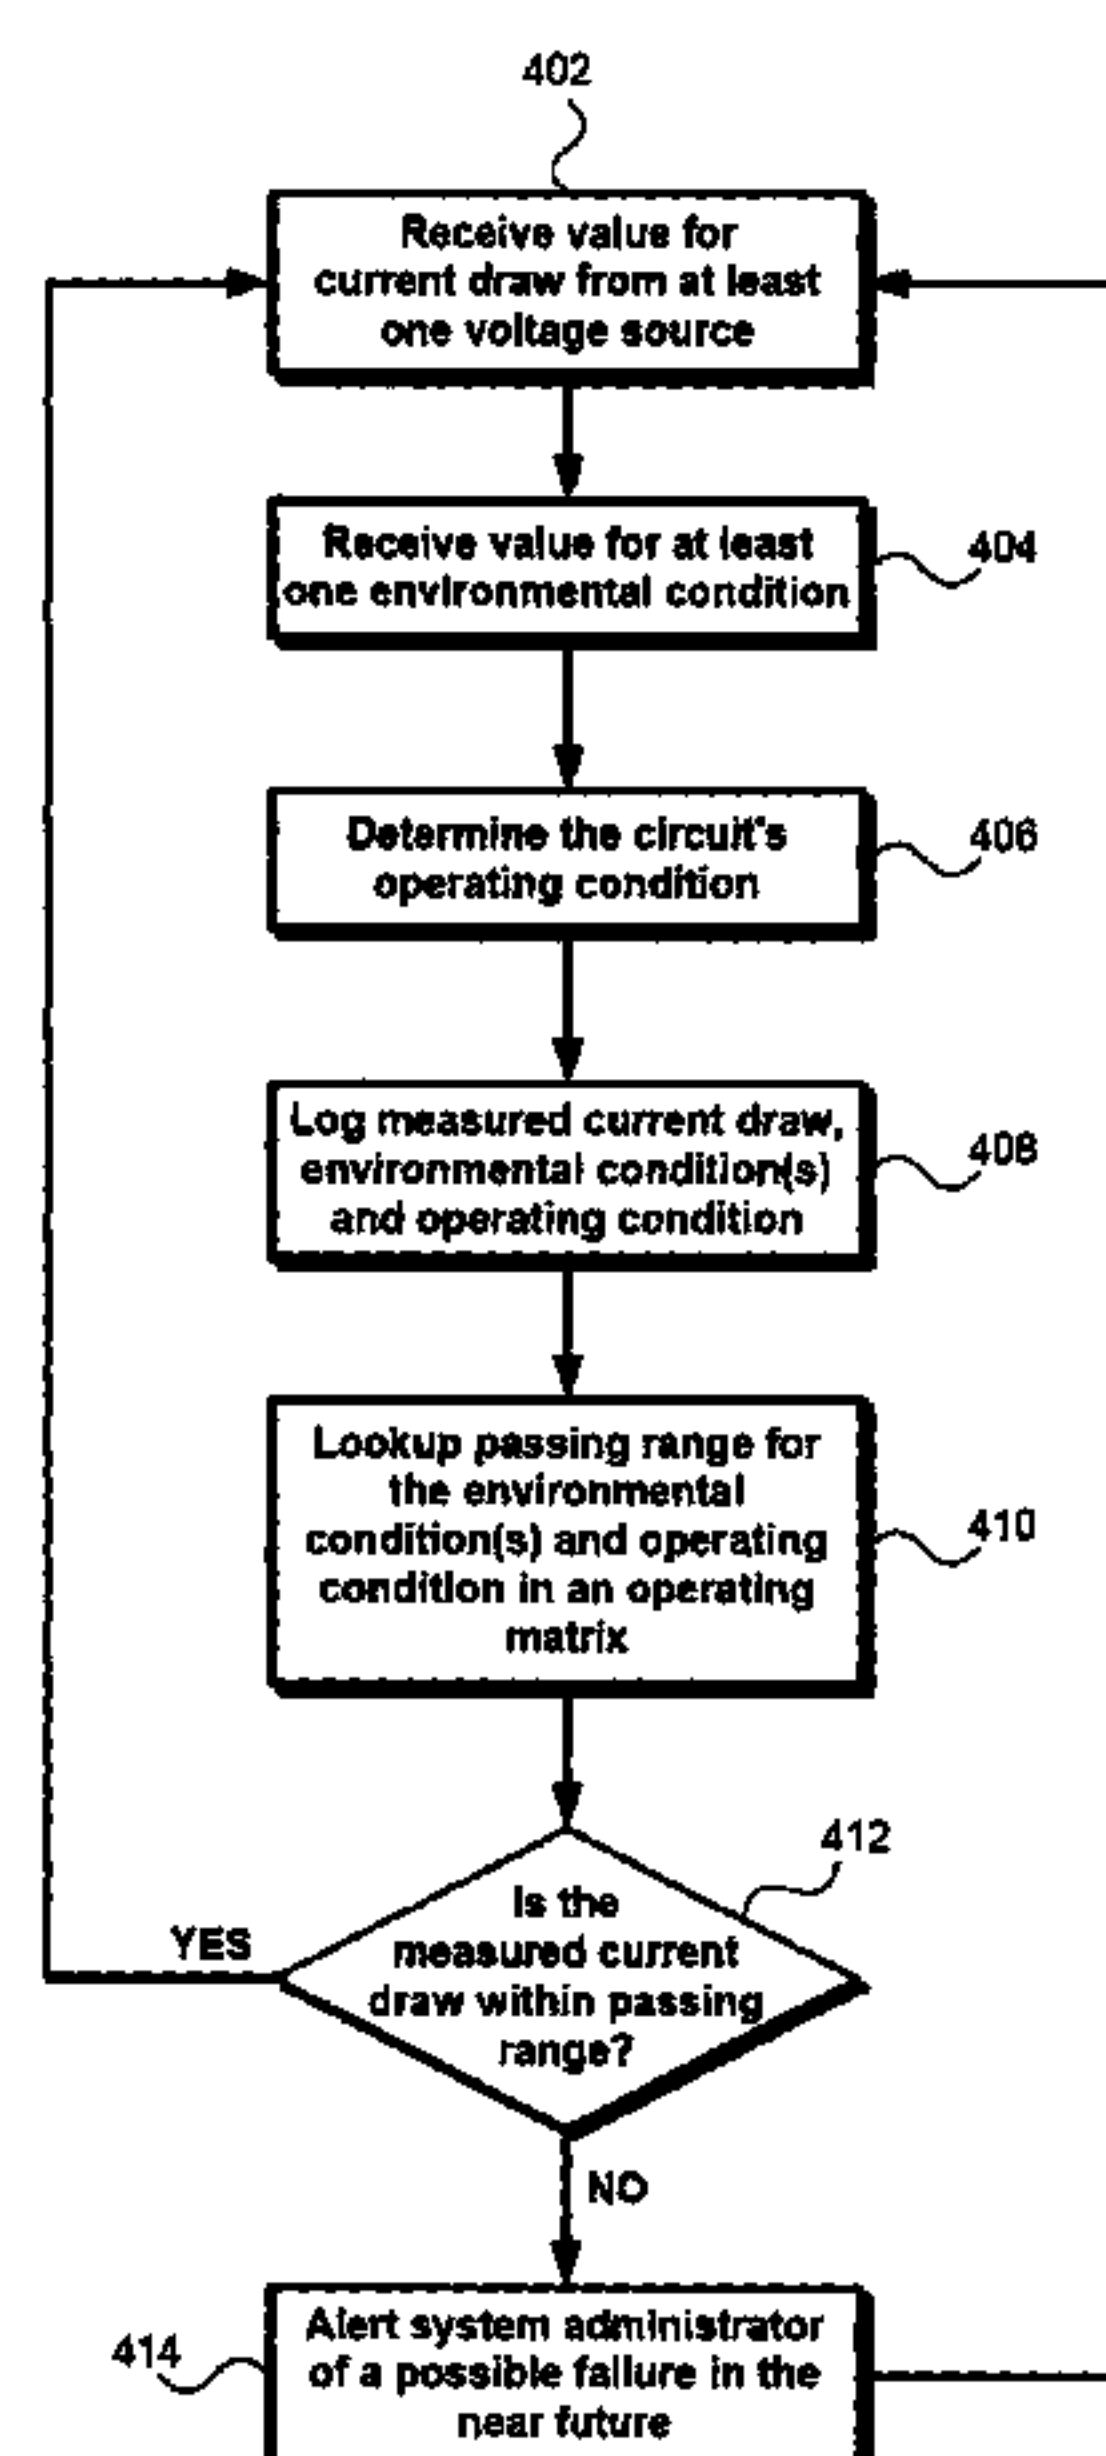 402
Receive value for
current draw from at least
one voltage source
Receive value for at least
one environmental condition
404
Determine the circuit's
operating condition
406
Log measured current draw,
environmental condition(s)
and operating condition
408
Lookup passing range for
the environmental
condition(s) and operating
condition in an operating
matrix
410
412
Is the
measured current
draw within passing
range?
YES
NO
Alert system administrator
of a possible failure in the
near future
414